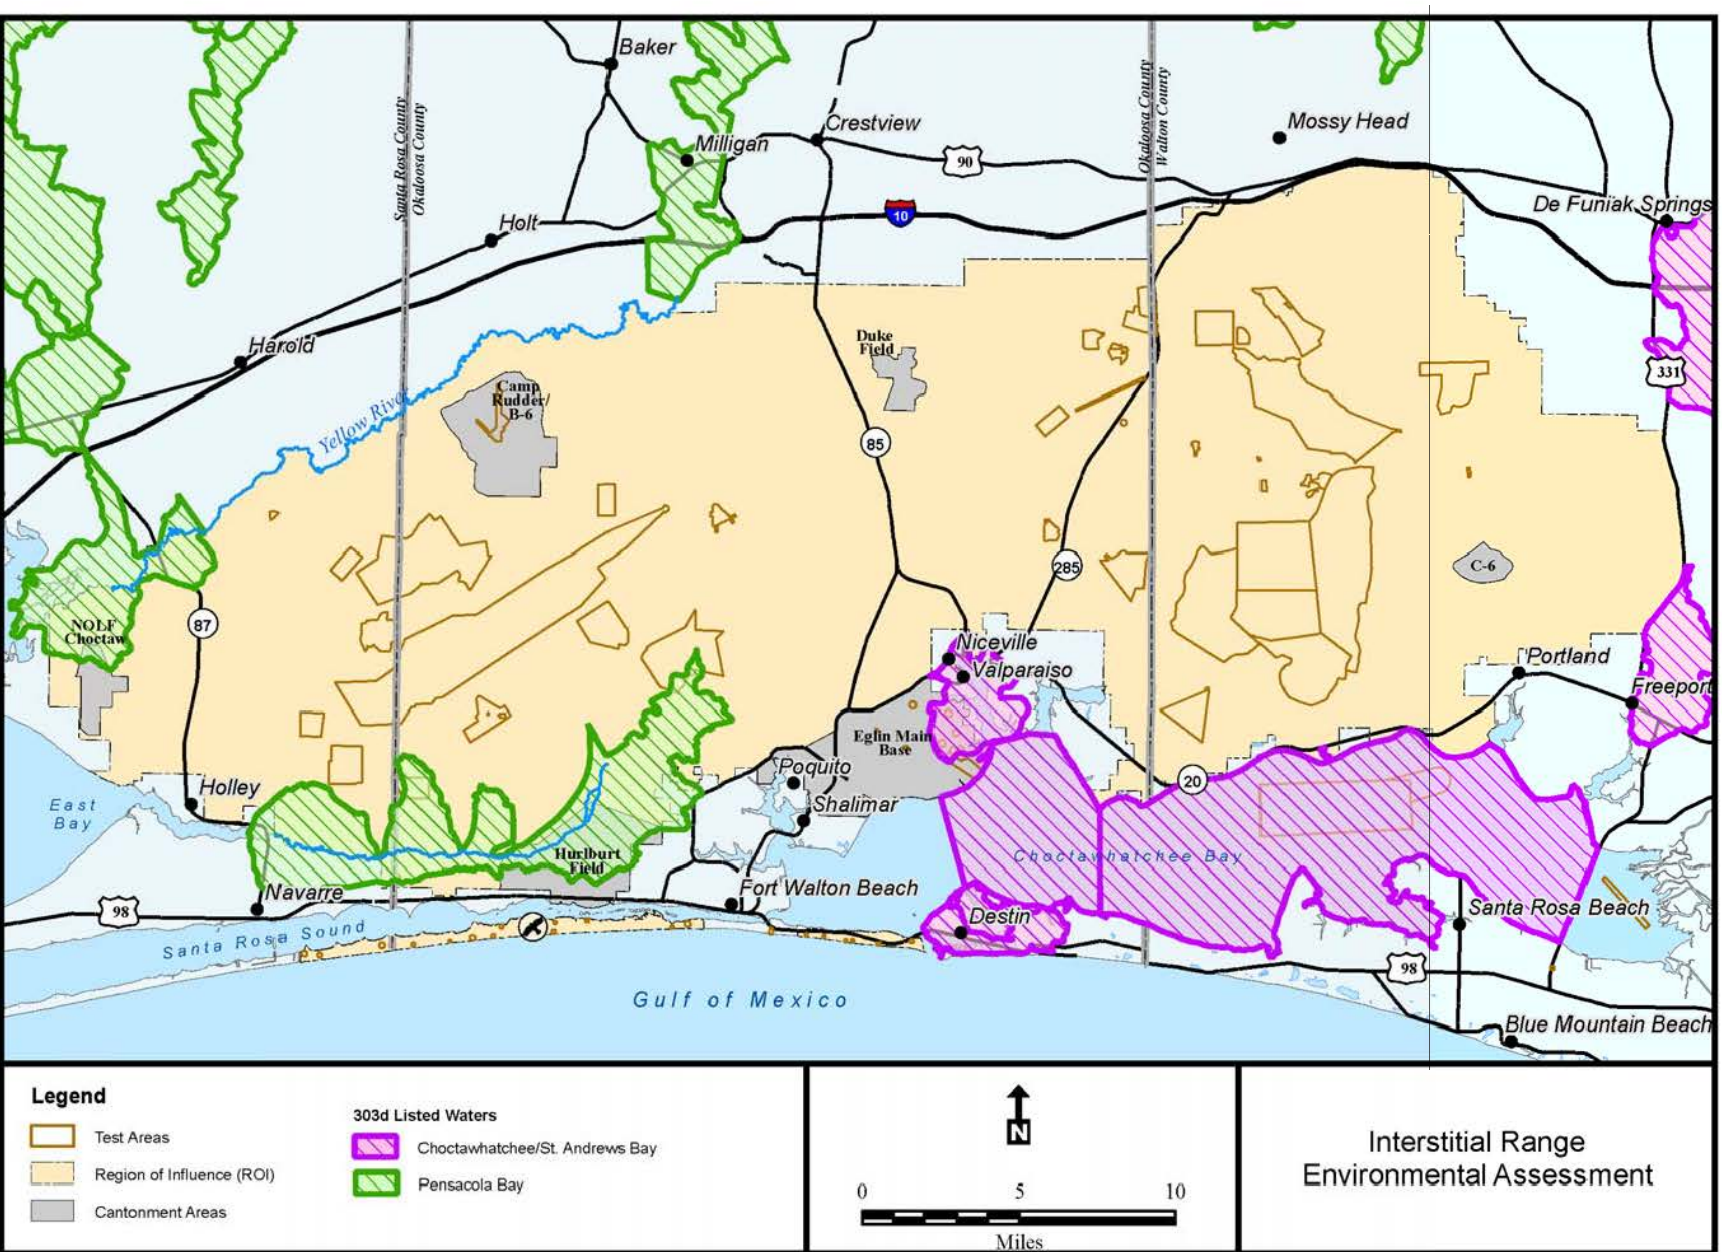 Baker
Crestview
Milligan
Mossy Head
90
Santa Rosa County
Okaloosa County
Okaloosa County
Walton County
De Funiak Springs
10
Holt
Harold
Duke
Field
331
Camp
Rudder/
B-6
Yellow River
85
285
C-6
NOLF
Choctaw
87
Niceville
Valparaiso
Portland
Freeport
Eglin Main
Base
Poquito
Holley
20
East
Bay
Shalimar
Hurlburt
Field
Choctawhatchee Bay
Navarre
Fort Walton Beach
98
Destin
Santa Rosa Beach
Santa Rosa Sound
98
Gulf of Mexico
Blue Mountain Beach
Legend
Test Areas
Region of Influence (ROI)
Cantonment Areas
303d Listed Waters
Choctawhatchee/St. Andrews Bay
Pensacola Bay
N
0 5 10
Miles
Interstitial Range
Environmental Assessment